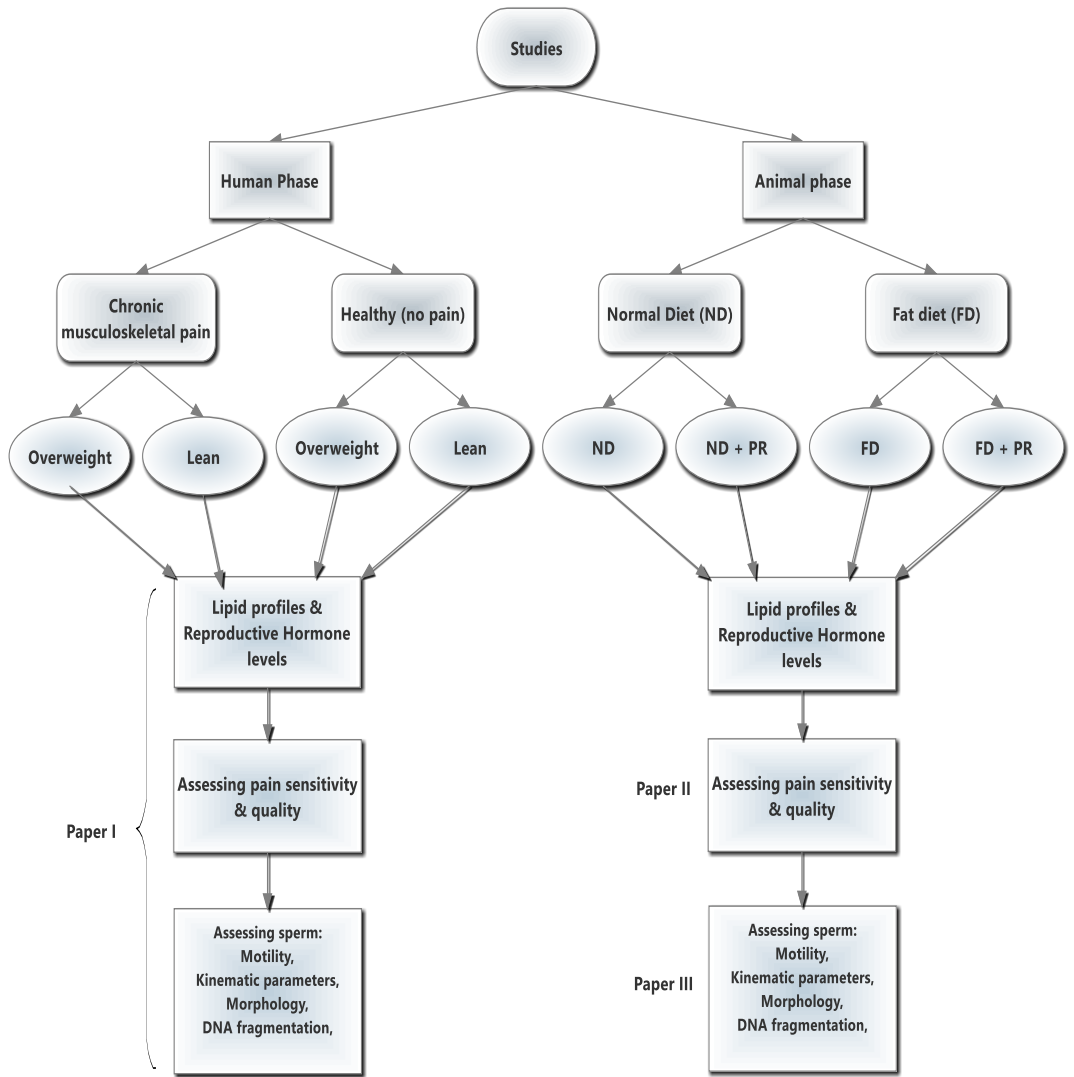 Studies
Human Phase
Animal phase
Chronic
musculoskeletal pain
Healthy (no pain)
Normal Diet (ND)
Fat diet (FD)
Overweight
Lean
Overweight
Lean
ND
ND + PR
FD
FD + PR
Lipid profiles &
Reproductive Hormone
levels
Lipid profiles &
Reproductive Hormone
levels
Assessing pain sensitivity
& quality
Paper II
Assessing pain sensitivity
& quality
Paper I
Assessing sperm:
Motility,
Kinematic parameters,
Morphology,
DNA fragmentation,
Paper III
Assessing sperm:
Motility,
Kinematic parameters,
Morphology,
DNA fragmentation,